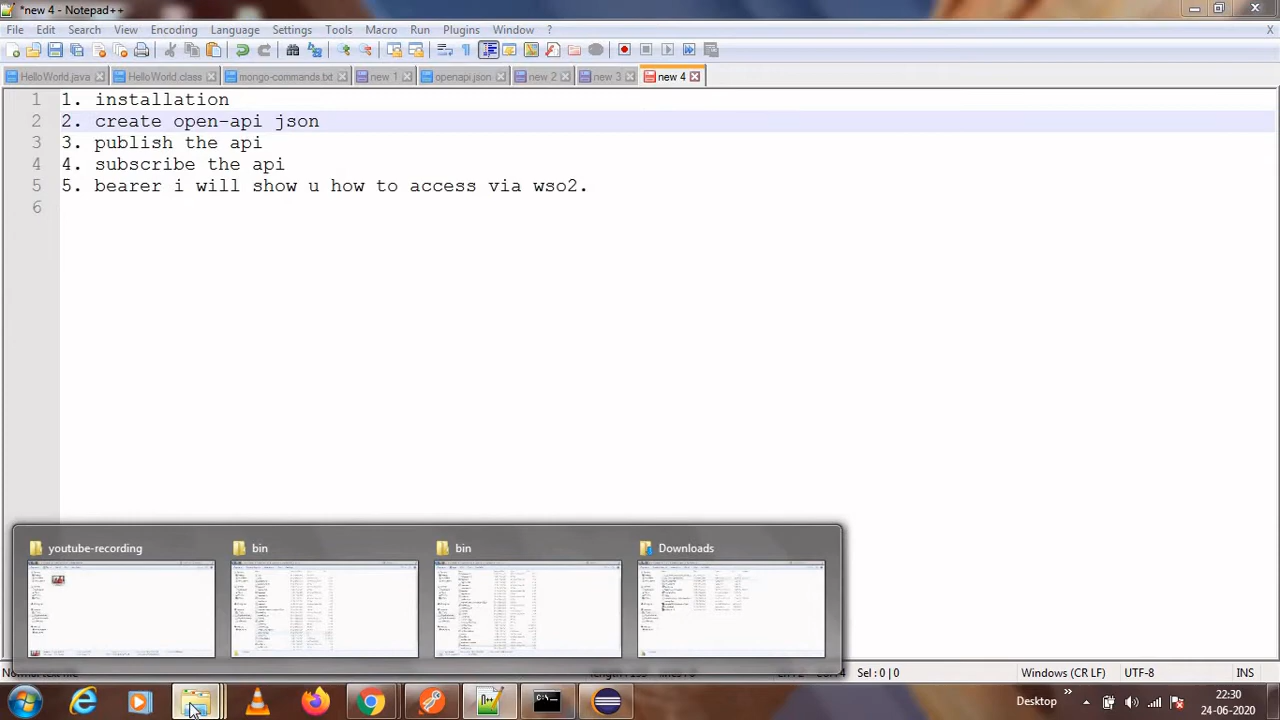 *new 4 - Notepad++
File Edit Search View Encoding Language Settings Tools Macro Run Plugins Window ? X
HelloWorld.java HelloWorld.class mongo-commands.txt new 1 openapi.json new 2 new 3 new 4
1 1. installation
2 2. create open-api json
3 3. publish the api
4 4. subscribe the api
5 5. bearer i will show u how to access via wso2.
6
youtube-recording bin bin Downloads
Sel : 0 | 0 Windows (CR LF) UTF-8 INS
Desktop » 22:30
24-06-2020